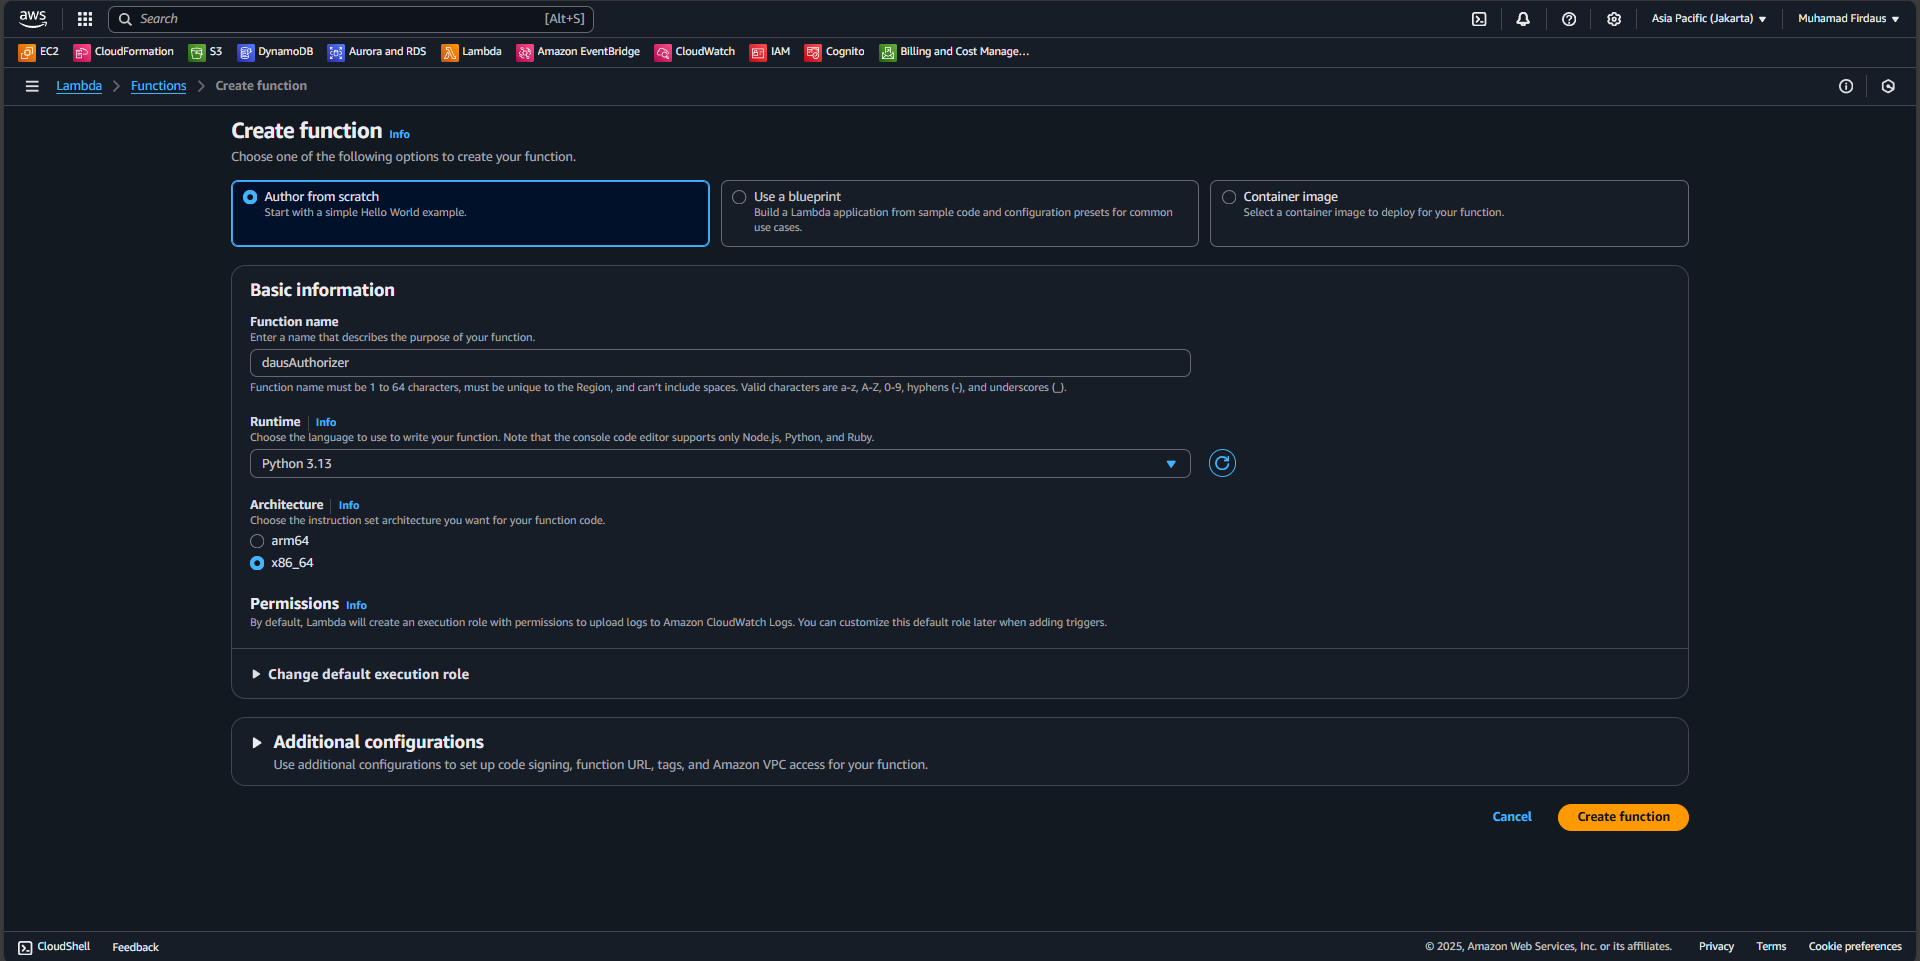 aws
Search [Alt+S]
Asia Pacific (Jakarta)
Muhamad Firdaus
EC2 CloudFormation S3 DynamoDB Aurora and RDS Lambda Amazon EventBridge CloudWatch IAM Cognito Billing and Cost Manage...
Lambda Functions Create function
Create function Info
Choose one of the following options to create your function.
Author from scratch
Start with a simple Hello World example.
Use a blueprint
Build a Lambda application from sample code and configuration presets for common
use cases.
Container image
Select a container image to deploy for your function.
Basic information
Function name
Enter a name that describes the purpose of your function.
dausAuthorizer
Function name must be 1 to 64 characters, must be unique to the Region, and can't include spaces. Valid characters are a-z, A-Z, 0-9, hyphens (-), and underscores (_).
Runtime Info
Choose the language to use to write your function. Note that the console code editor supports only Node.js, Python, and Ruby.
Python 3.13
Architecture Info
Choose the instruction set architecture you want for your function code.
arm64
x86_64
Permissions Info
By default, Lambda will create an execution role with permissions to upload logs to Amazon CloudWatch Logs. You can customize this default role later when adding triggers.
Change default execution role
Additional configurations
Use additional configurations to set up code signing, function URL, tags, and Amazon VPC access for your function.
Cancel Create function
CloudShell Feedback © 2025, Amazon Web Services, Inc. or its affiliates. Privacy Terms Cookie preferences